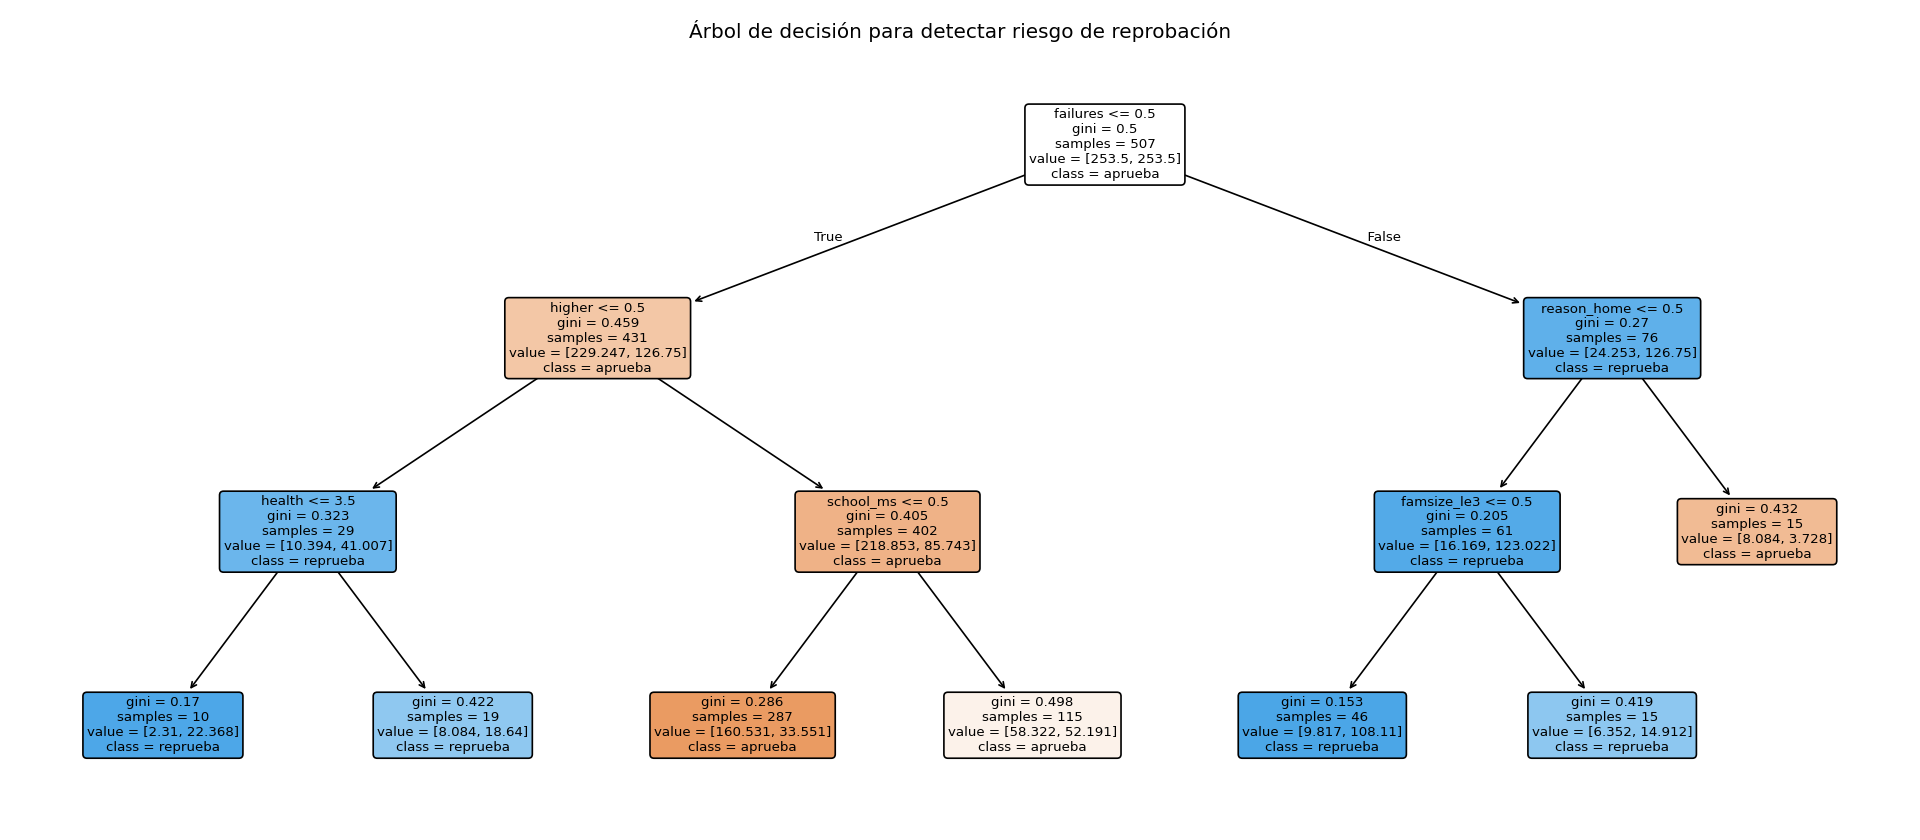 Árbol de decisión para detectar riesgo de reprobación
failures <= 0.5
gini = 0.5
samples = 507
value = [253.5, 253.5]
class = aprueba
True
False
higher <= 0.5
gini = 0.459
samples = 431
value = [229.247, 126.75]
class = aprueba
reason_home <= 0.5
gini = 0.27
samples = 76
value = [24.253, 126.75]
class = reprueba
health <= 3.5
gini = 0.323
samples = 29
value = [10.394, 41.007]
class = reprueba
school_ms <= 0.5
gini = 0.405
samples = 402
value = [218.853, 85.743]
class = aprueba
famsize_le3 <= 0.5
gini = 0.205
samples = 61
value = [16.169, 123.022]
class = reprueba
gini = 0.432
samples = 15
value = [8.084, 3.728]
class = aprueba
gini = 0.17
samples = 10
value = [2.31, 22.368]
class = reprueba
gini = 0.422
samples = 19
value = [8.084, 18.64]
class = reprueba
gini = 0.286
samples = 287
value = [160.531, 33.551]
class = aprueba
gini = 0.498
samples = 115
value = [58.322, 52.191]
class = aprueba
gini = 0.153
samples = 46
value = [9.817, 108.11]
class = reprueba
gini = 0.419
samples = 15
value = [6.352, 14.912]
class = reprueba